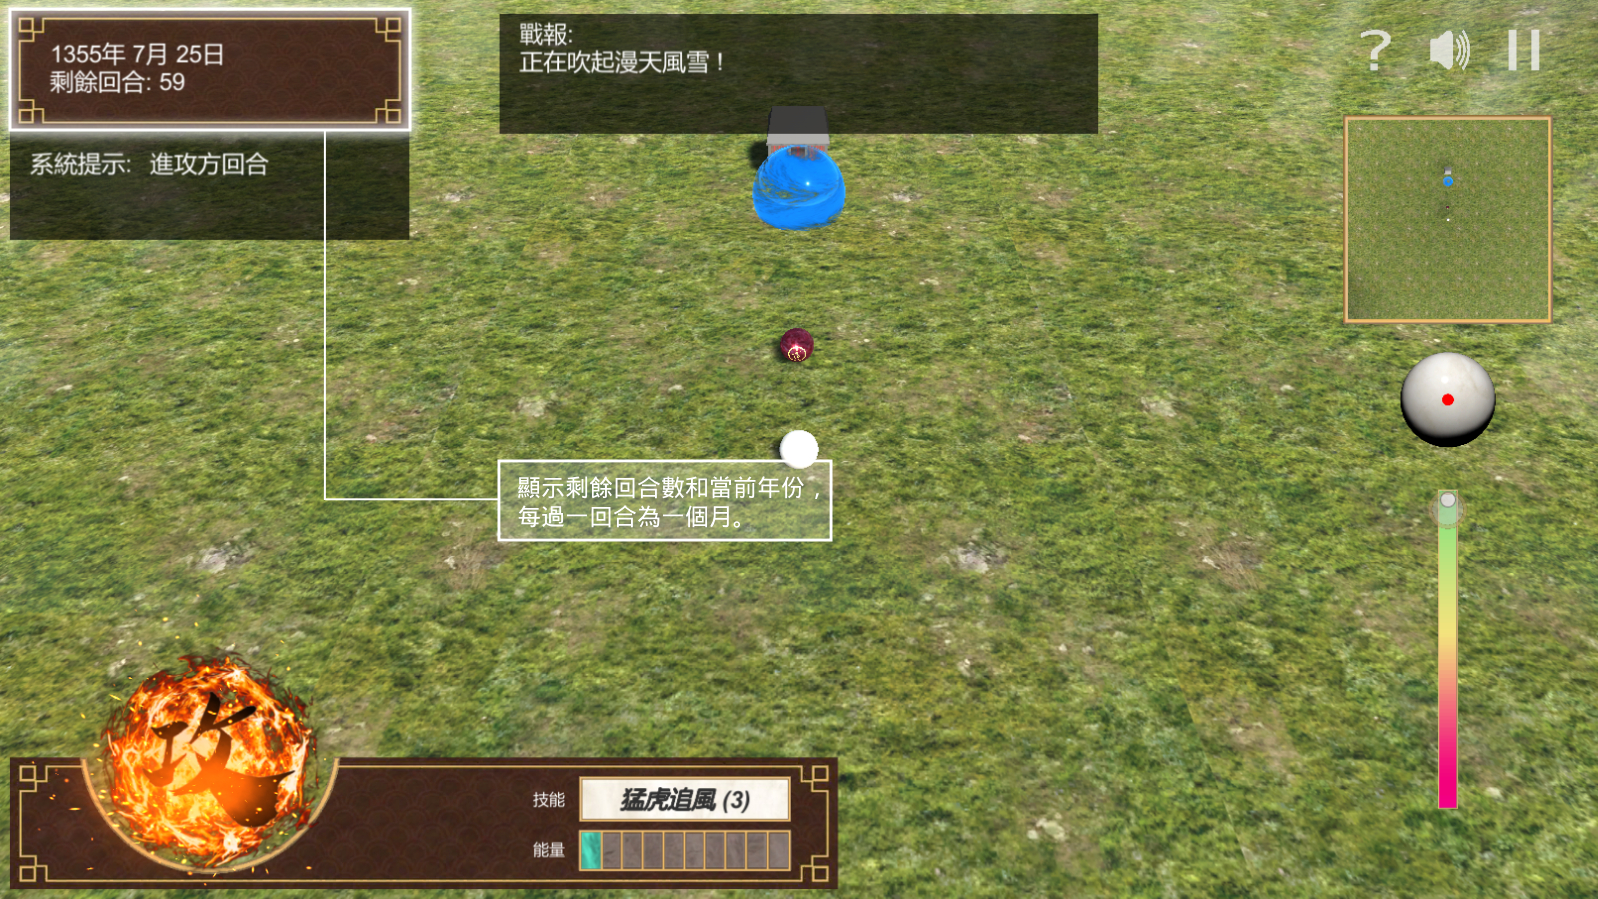 1355年 7月 25日
剩餘回合: 59
系統提示: 進攻方回合
戰報:
正在吹起漫天風雪！
?
顯示剩餘回合數和當前年份，
每過一回合為一個月。
攻
技能
猛虎追風 (3)
能量